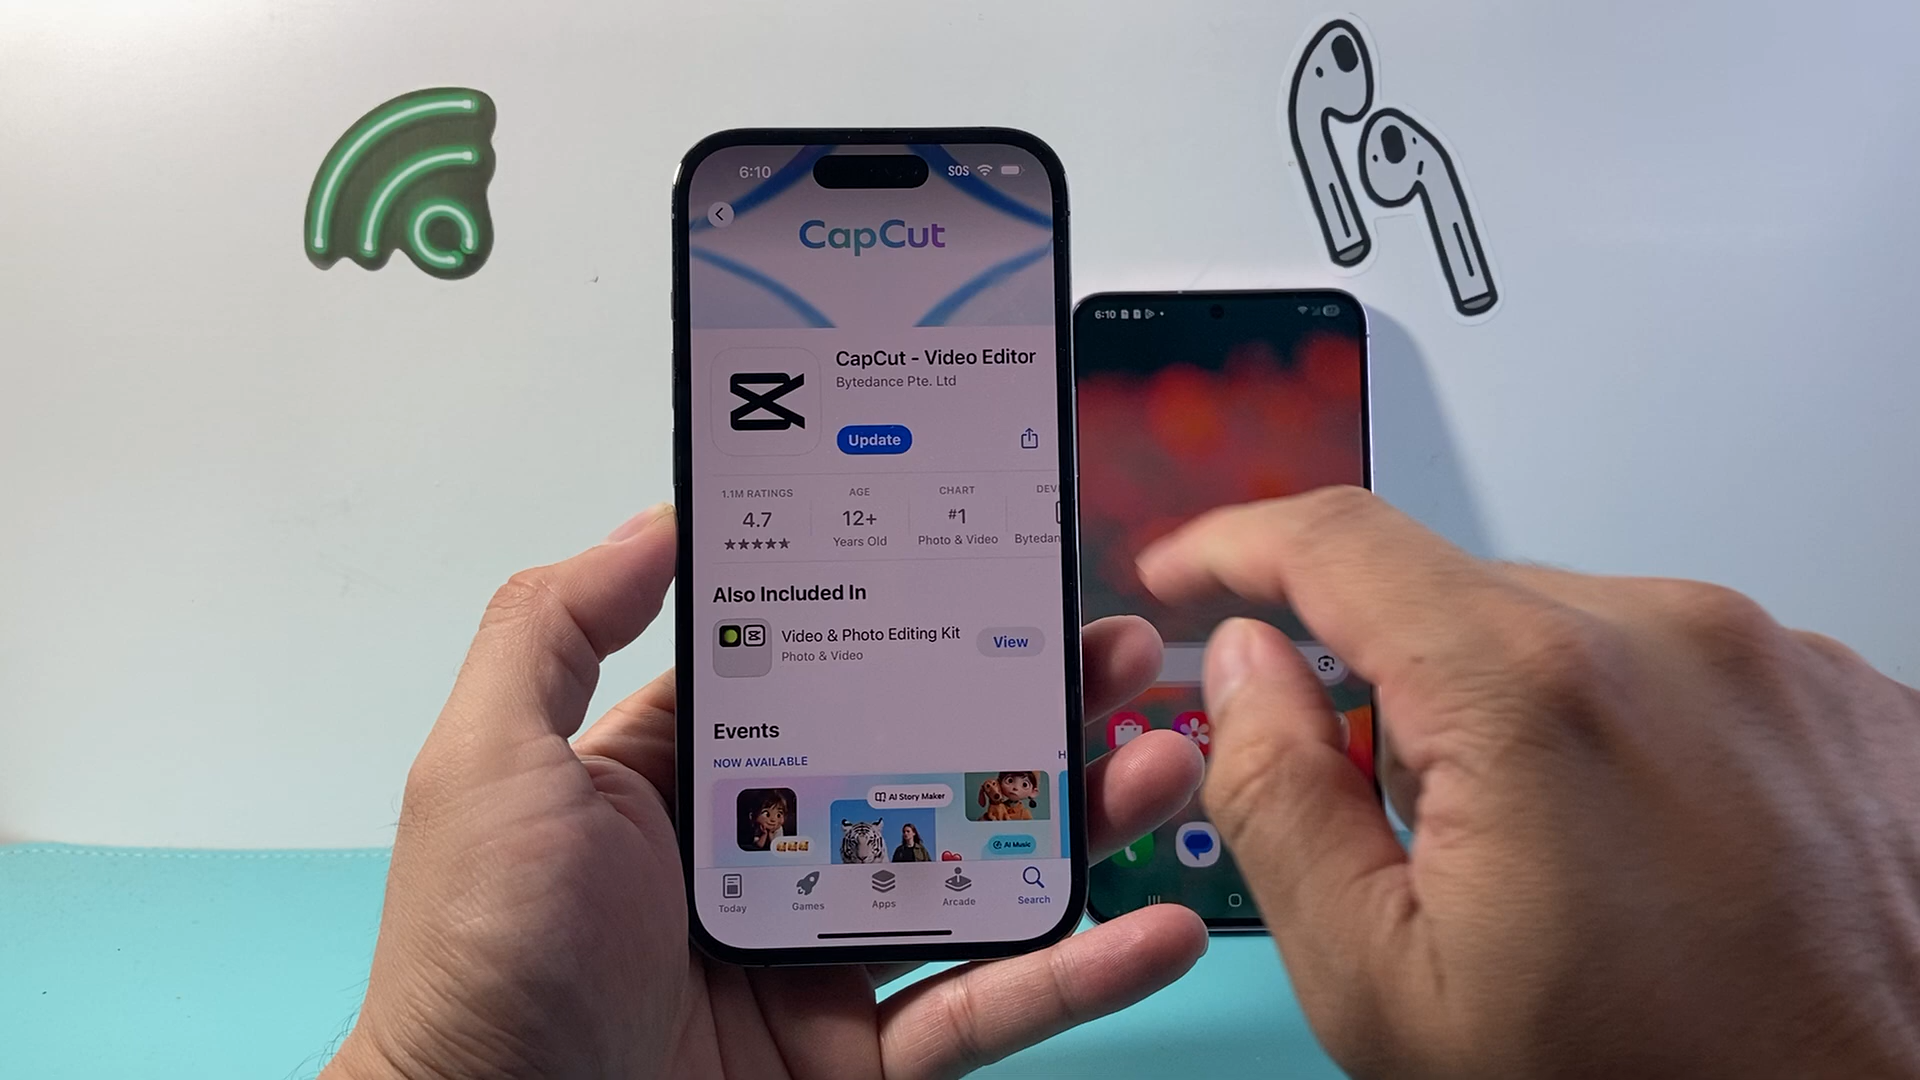 6:10
SOS
CapCut
CapCut - Video Editor
Bytedance Pte. Ltd
Update
1.1M RATINGS
4.7
AGE
12+
Years Old
CHART
#1
Photo & Video
DEV
Bytedan
Also Included In
Video & Photo Editing Kit
Photo & Video
View
Events
NOW AVAILABLE
H
AI Story Maker
AI Music
Today
Games
Apps
Arcade
Search
6:10